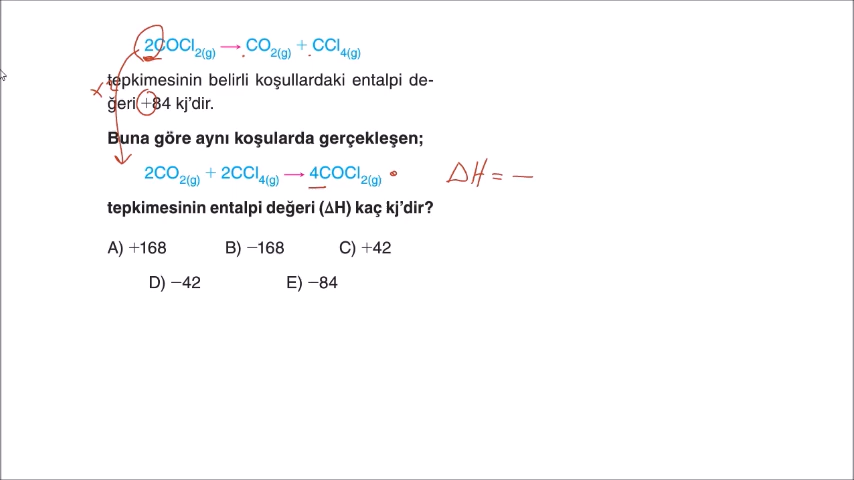 2COCl₂(g) → CO₂(g) + CCl₄(g)
tepkimesinin belirli koşullardaki entalpi de-
ğeri +84 kj'dir.
Buna göre aynı koşularda gerçekleşen;
2CO₂(g) + 2CCl₄(g) → 4COCl₂(g)
ΔH = −
tepkimesinin entalpi değeri (ΔH) kaç kj'dir?
A) +168 B) −168 C) +42
D) −42 E) −84